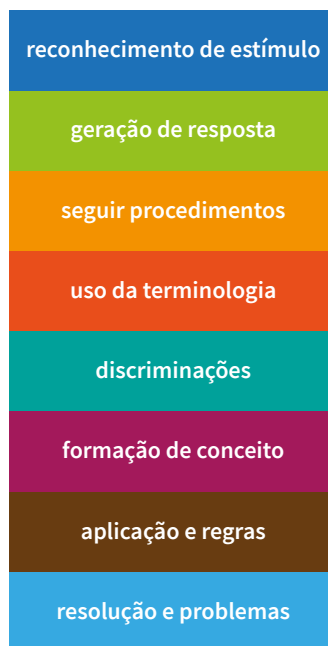 reconhecimento de estímulo
geração de resposta
seguir procedimentos
uso da terminologia
discriminações
formação de conceito
aplicação e regras
resolução e problemas